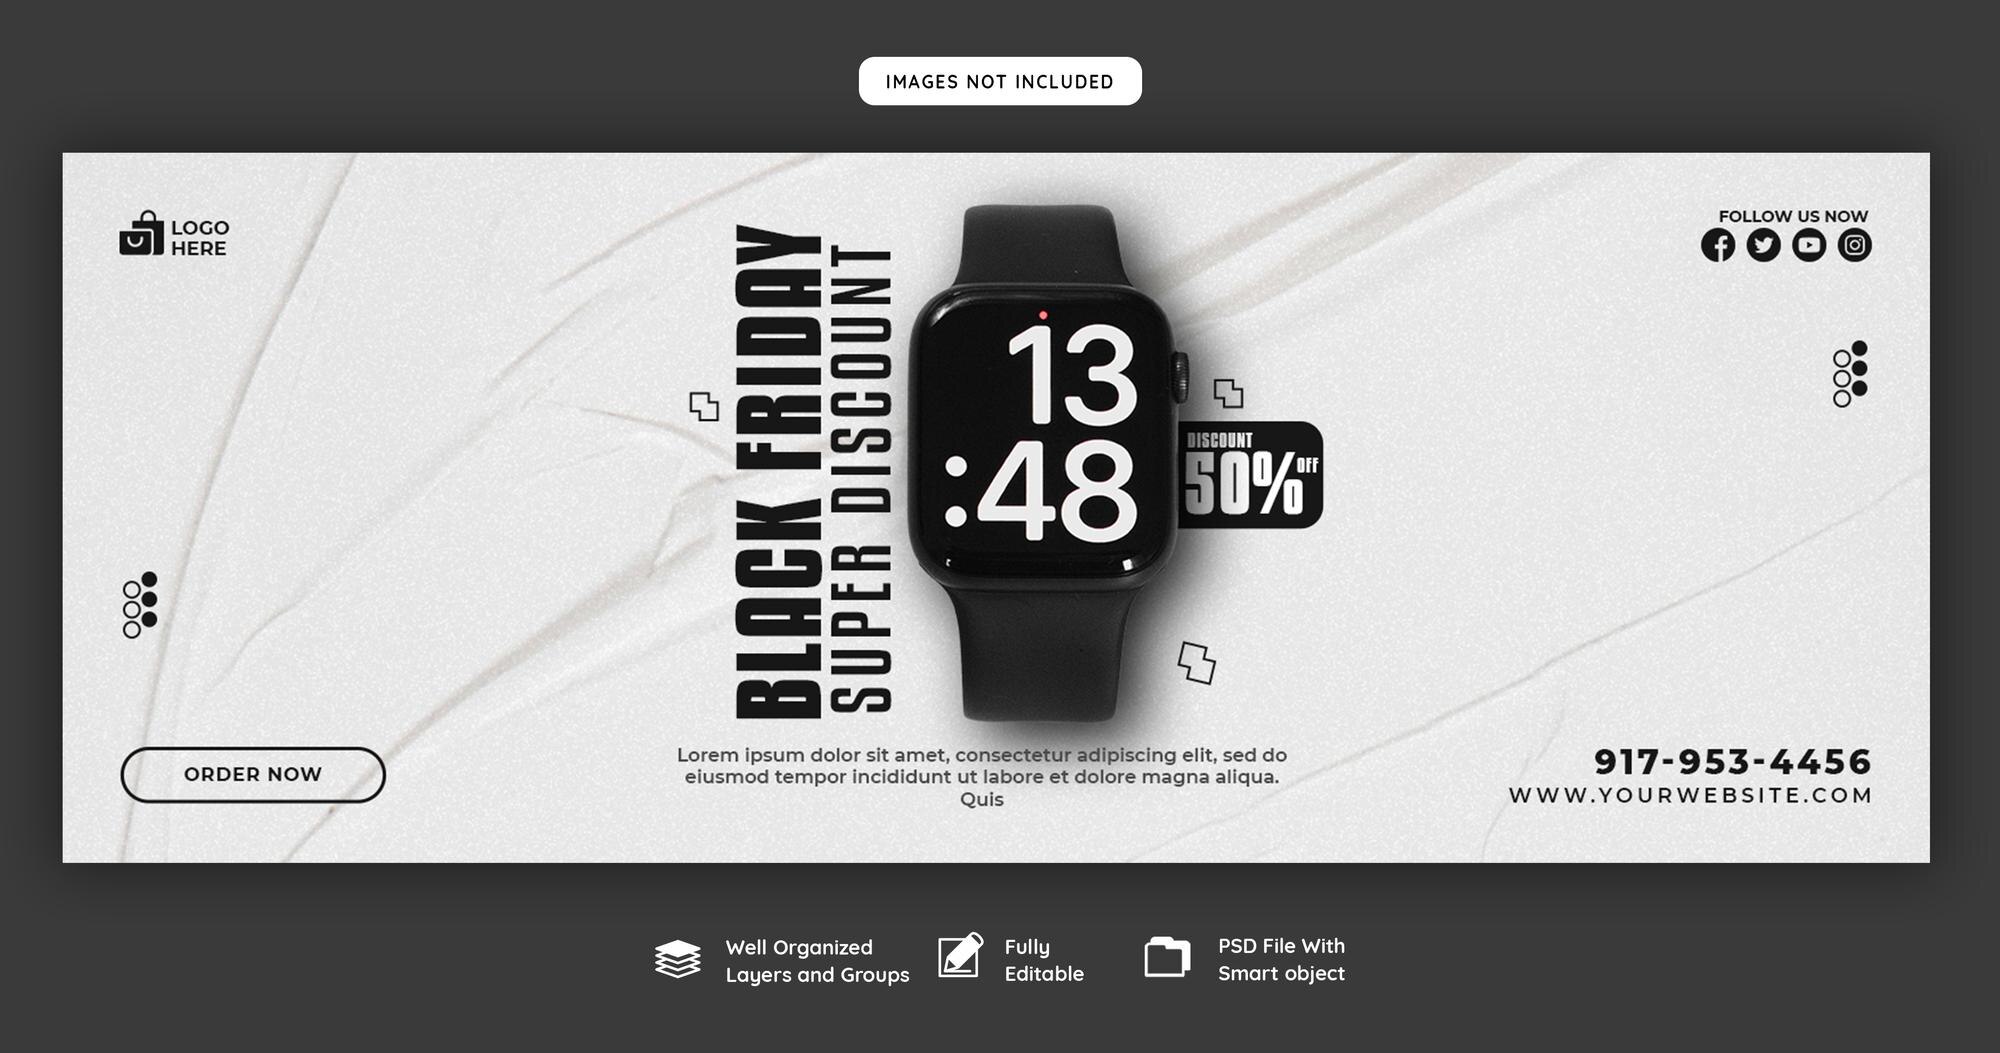 IMAGES NOT INCLUDED
LOGO
HERE
FOLLOW US NOW
BLACK FRIDAY
SUPER DISCOUNT
13
:48
DISCOUNT
50% OFF
ORDER NOW
Lorem ipsum dolor sit amet, consectetur adipiscing elit, sed do
eiusmod tempor incididunt ut labore et dolore magna aliqua.
Quis
917-953-4456
WWW.YOURWEBSITE.COM
Well Organized
Layers and Groups
Fully
Editable
PSD File With
Smart object